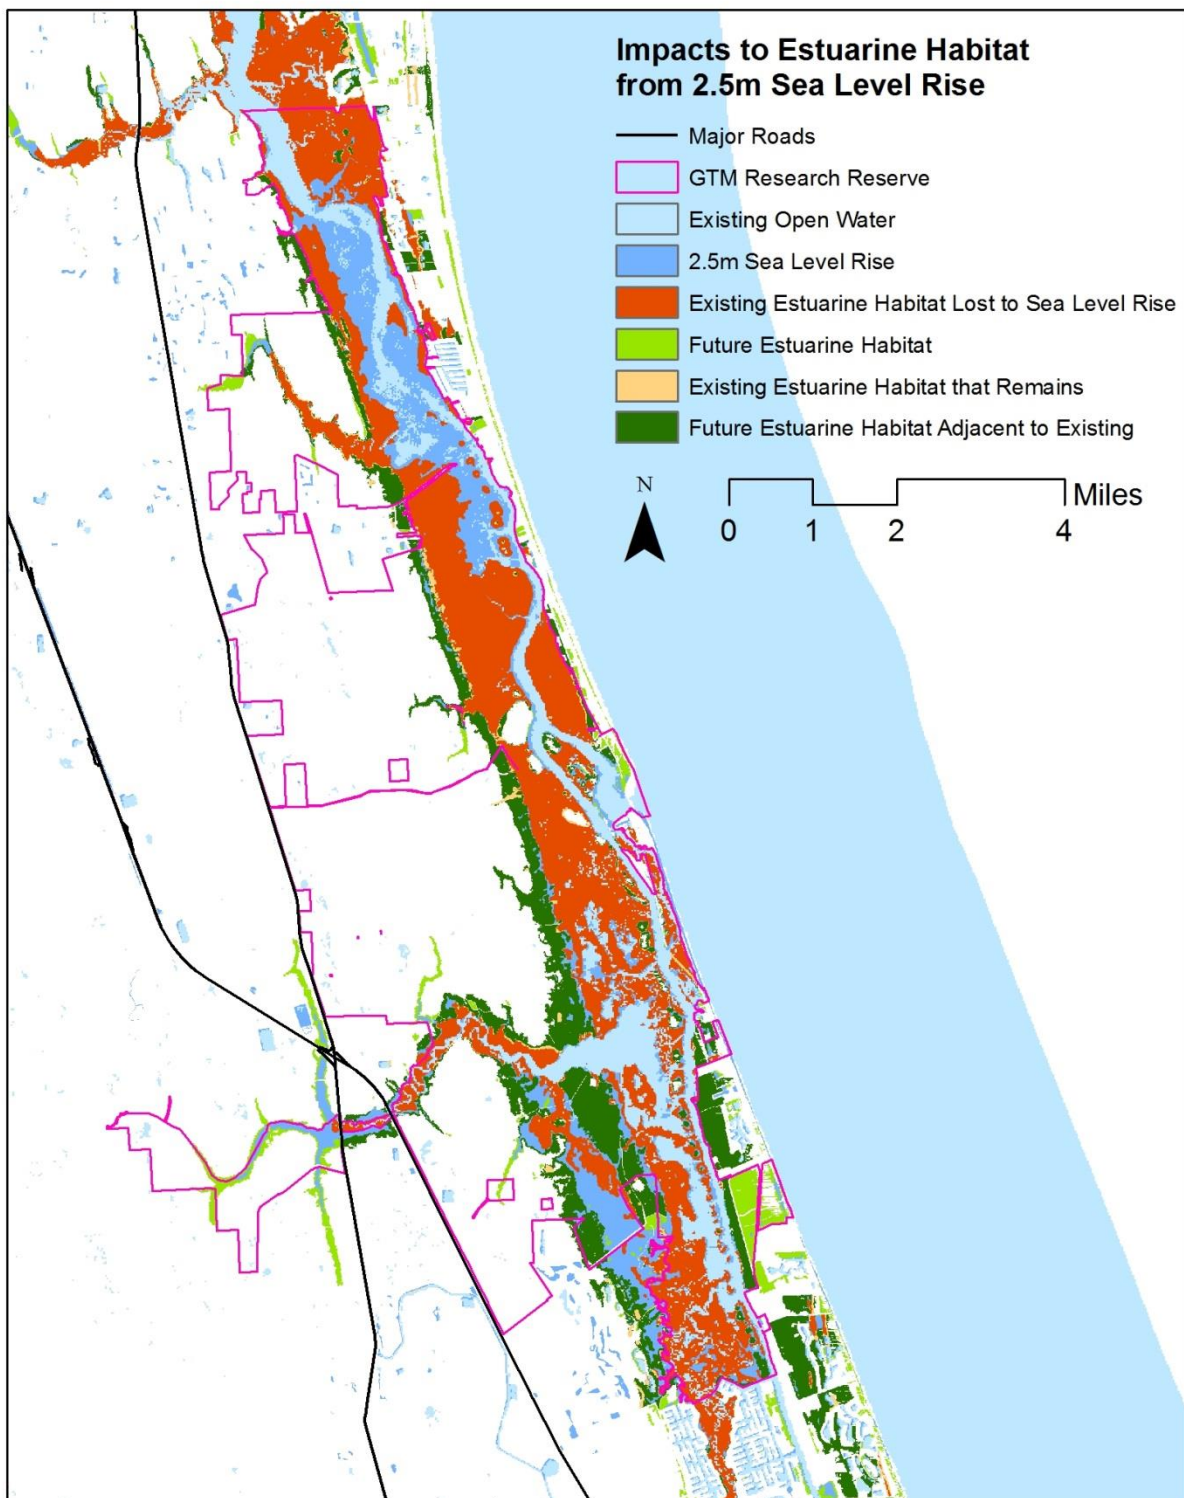 Impacts to Estuarine Habitat
from 2.5m Sea Level Rise
Major Roads
GTM Research Reserve
Existing Open Water
2.5m Sea Level Rise
Existing Estuarine Habitat Lost to Sea Level Rise
Future Estuarine Habitat
Existing Estuarine Habitat that Remains
Future Estuarine Habitat Adjacent to Existing
N
Miles
0 1 2 4